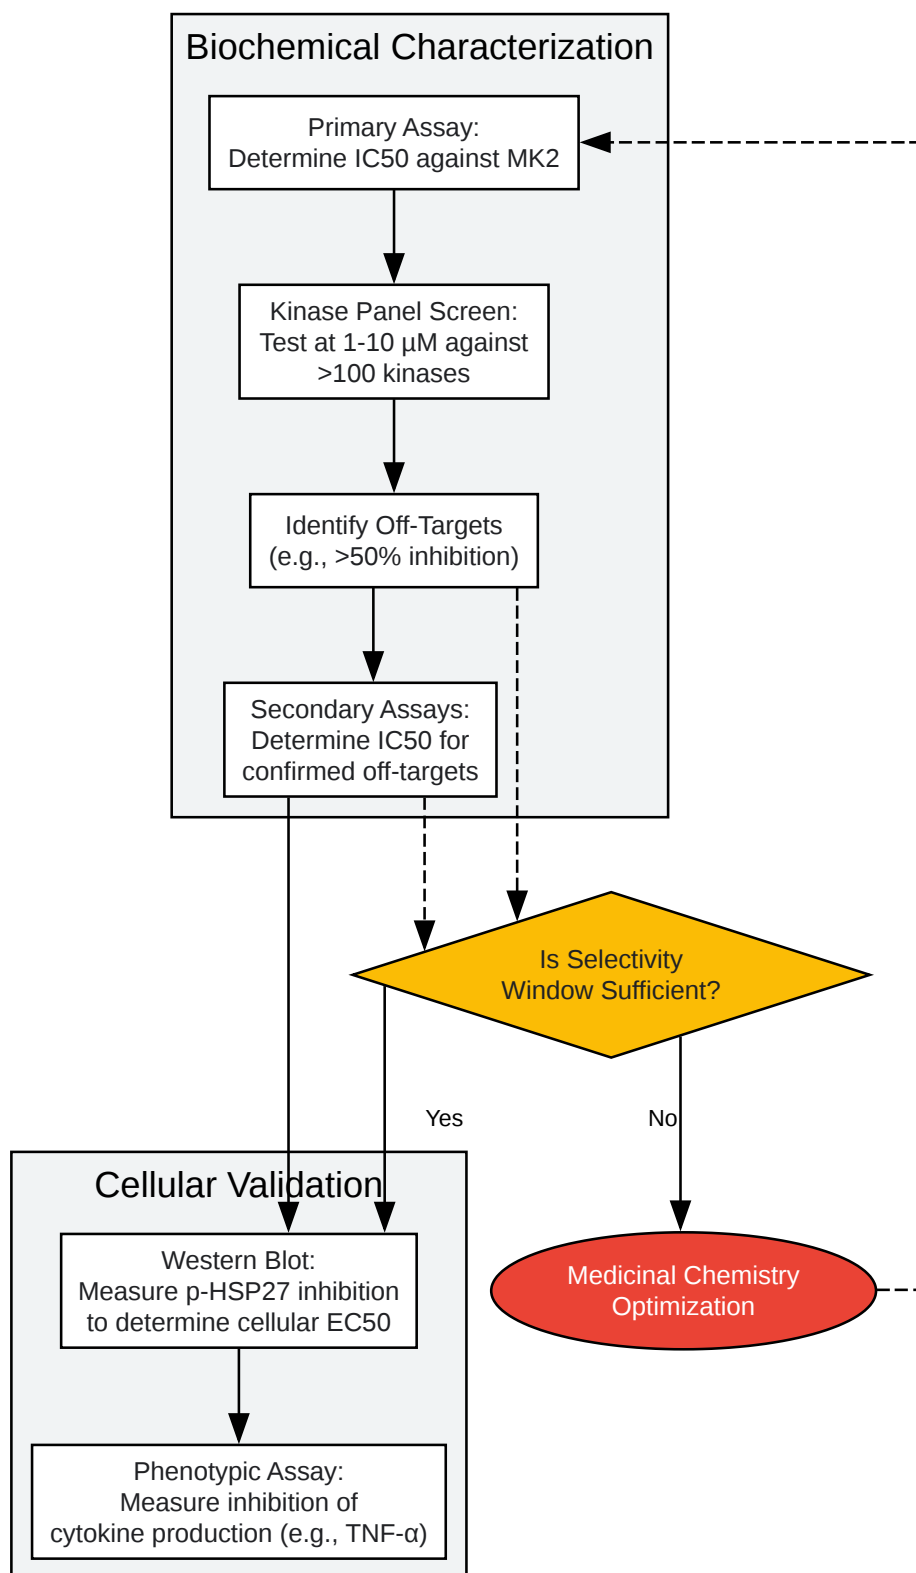 Biochemical Characterization
Primary Assay:
Determine IC50 against MK2
Kinase Panel Screen:
Test at 1-10 µM against
>100 kinases
Identify Off-Targets
(e.g., >50% inhibition)
Secondary Assays:
Determine IC50 for
confirmed off-targets
Is Selectivity
Window Sufficient?
Yes
No
Cellular Validation
Western Blot:
Measure p-HSP27 inhibition
to determine cellular EC50
Medicinal Chemistry
Optimization
Phenotypic Assay:
Measure inhibition of
cytokine production (e.g., TNF-α)